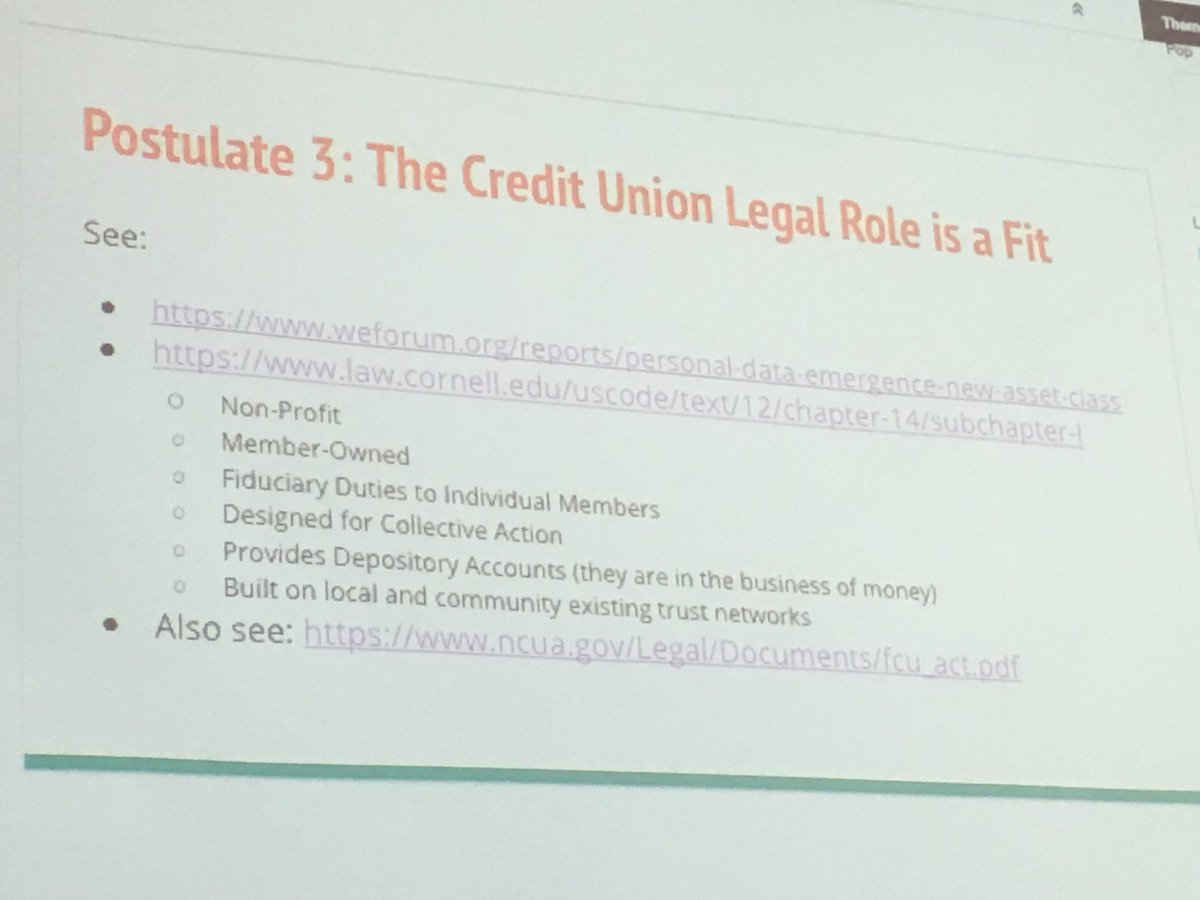 Them
Pop
Postulate 3: The Credit Union Legal Role is a Fit
See:
https://www.weforum.org/reports/personal-data-emergence-new-asset-class
https://www.law.cornell.edu/uscode/text/12/chapter-14/subchapter-I
Non-Profit
Member-Owned
Fiduciary Duties to Individual Members
Designed for Collective Action
Provides Depository Accounts (they are in the business of money)
Built on local and community existing trust networks
Also see: https://www.ncua.gov/Legal/Documents/fcu_act.pdf